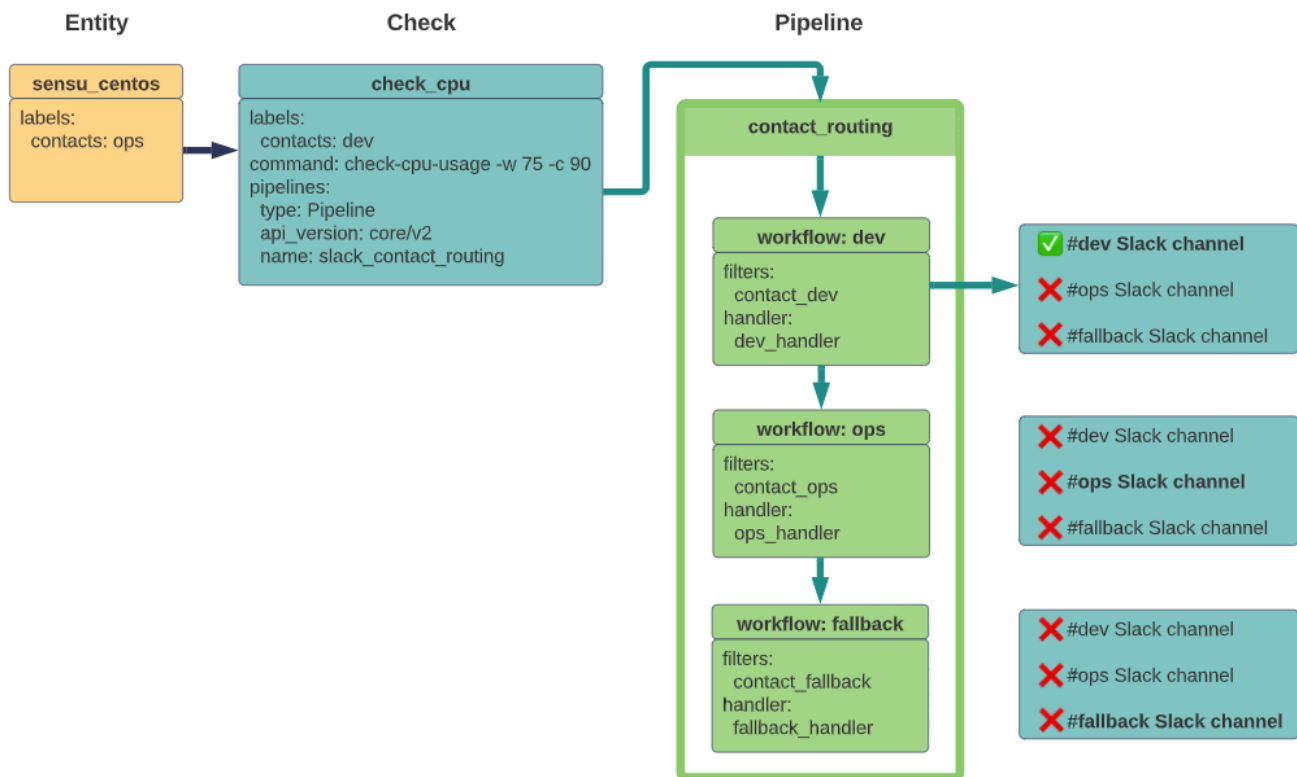 Entity
Check
Pipeline
sensu_centos
labels:
contacts: ops
check_cpu
labels:
contacts: dev
command: check-cpu-usage -w 75 -c 90
pipelines:
type: Pipeline
api_version: core/v2
name: slack_contact_routing
contact_routing
workflow: dev
filters:
contact_dev
handler:
dev_handler
#dev Slack channel
#ops Slack channel
#fallback Slack channel
workflow: ops
filters:
contact_ops
handler:
ops_handler
#dev Slack channel
#ops Slack channel
#fallback Slack channel
workflow: fallback
filters:
contact_fallback
handler:
fallback_handler
#dev Slack channel
#ops Slack channel
#fallback Slack channel